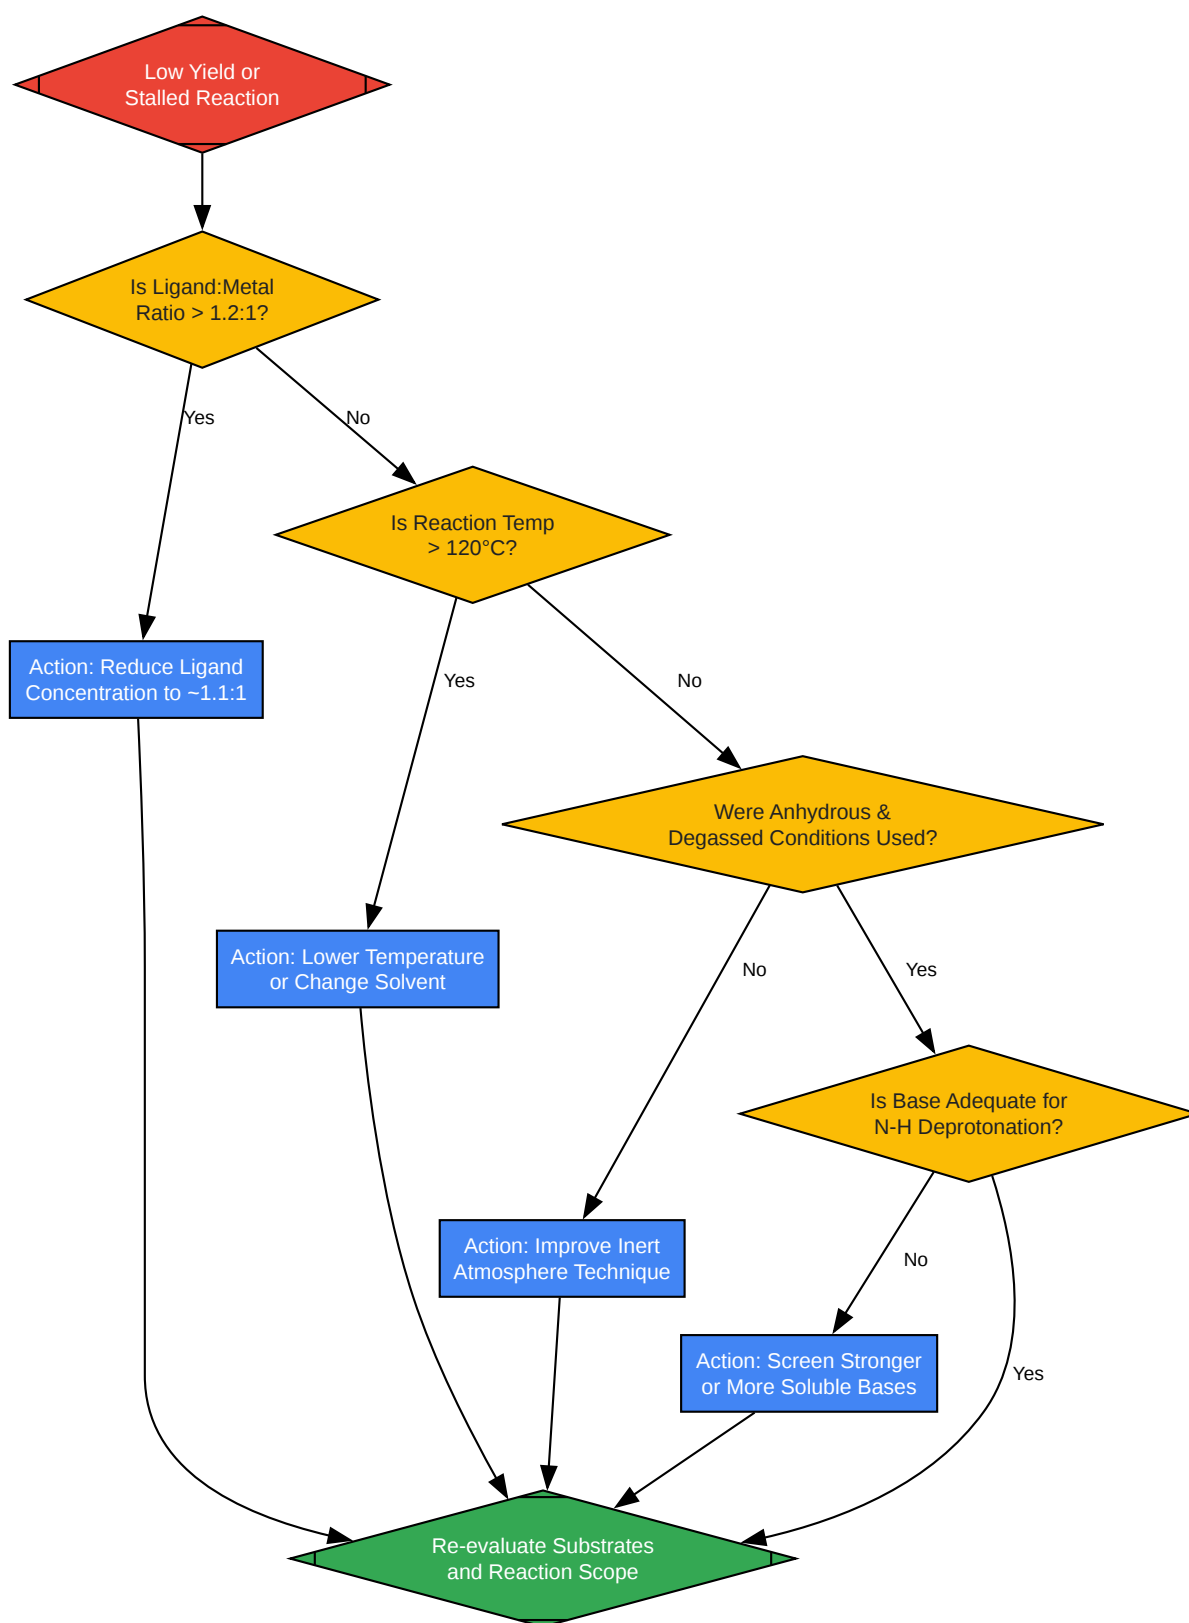 Low Yield or
Stalled Reaction
Is Ligand:Metal
Ratio > 1.2:1?
Yes
No
Is Reaction Temp
> 120°C?
Action: Reduce Ligand
Concentration to ~1.1:1
Yes
No
Were Anhydrous &
Degassed Conditions Used?
Action: Lower Temperature
or Change Solvent
No
Yes
Is Base Adequate for
N-H Deprotonation?
Action: Improve Inert
Atmosphere Technique
No
Action: Screen Stronger
or More Soluble Bases
Yes
Re-evaluate Substrates
and Reaction Scope